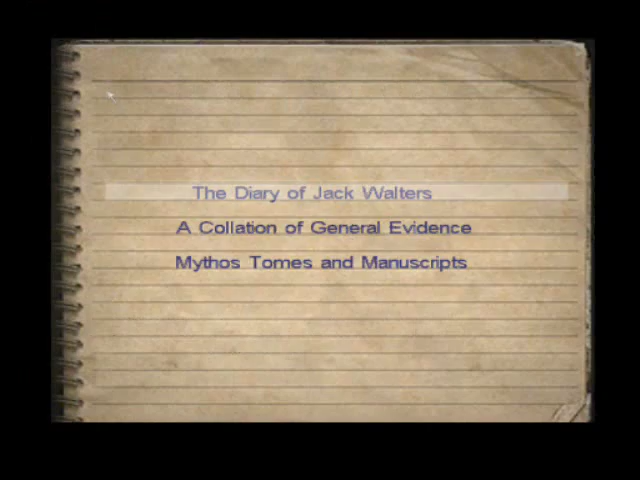 The Diary of Jack Walters
A Collation of General Evidence
Mythos Tomes and Manuscripts